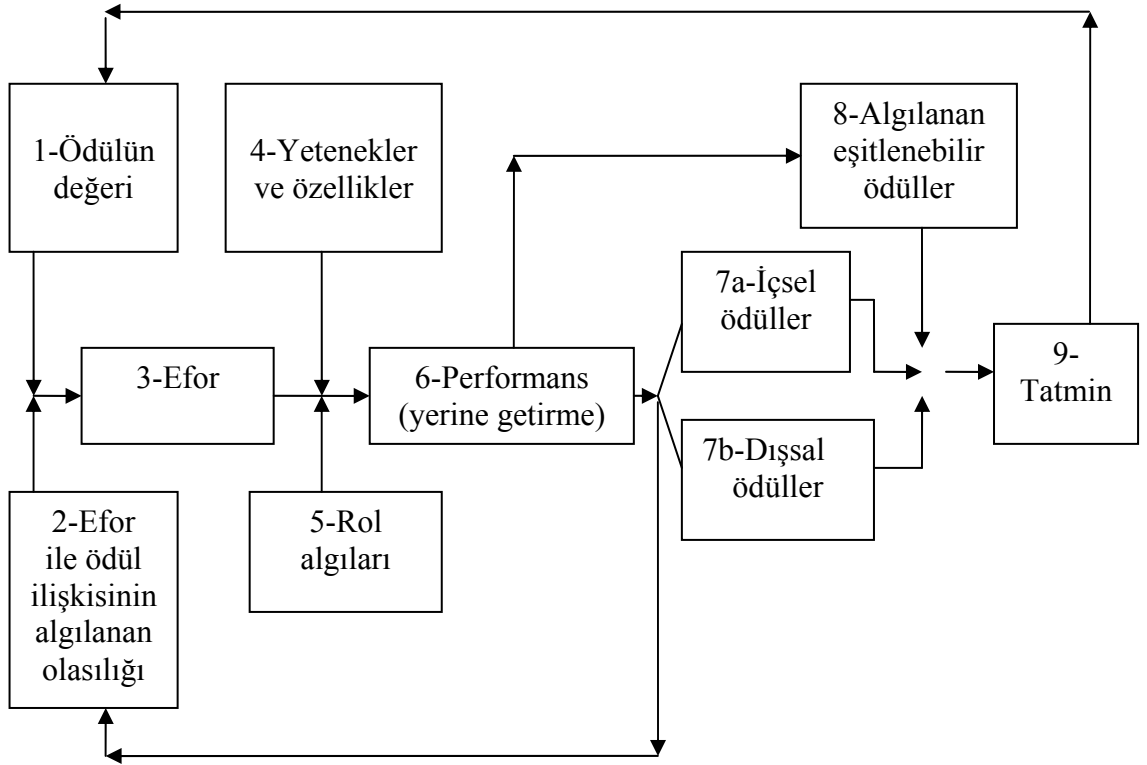 1-Ödülün
değeri
4-Yetenekler
ve özellikler
8-Algılanan
eşitlenebilir
ödüller
7a-İçsel
ödüller
3-Efor
6-Performans
(yerine getirme)
9-
Tatmin
7b-Dışsal
ödüller
2-Efor
ile ödül
ilişkisinin
algılanan
olasılığı
5-Rol
algıları